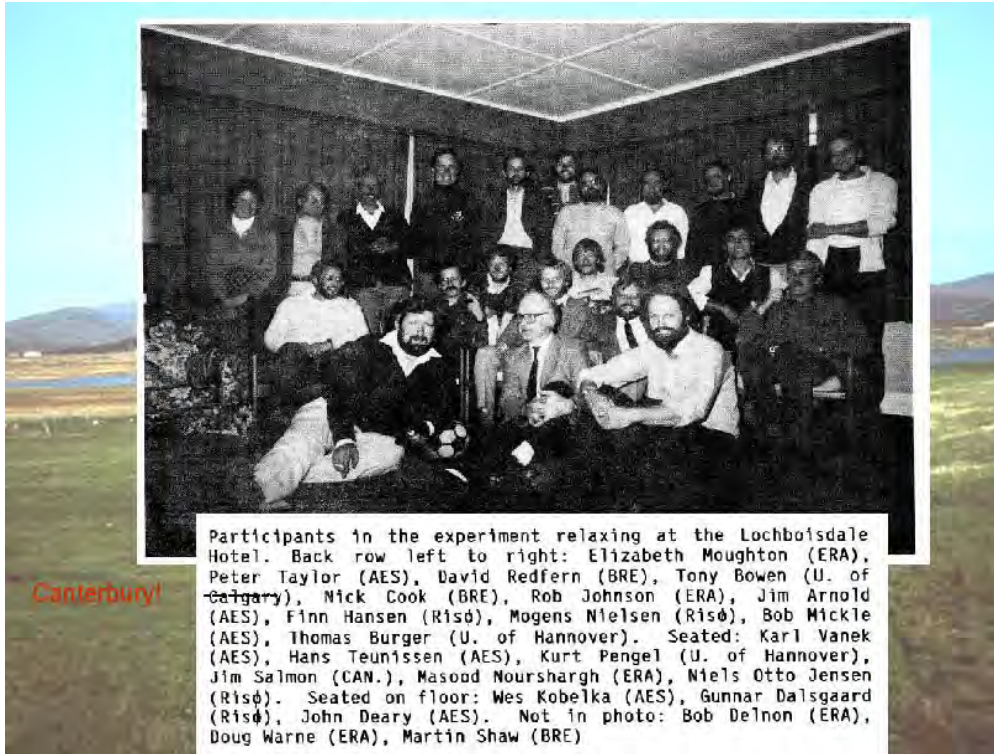 Participants in the experiment relaxing at the Lochboisdale
Hotel. Back row left to right: Elizabeth Moughton (ERA),
Peter Taylor (AES), David Redfern (BRE), Tony Bowen (U. of
Canterbury!
Calgary), Nick Cook (BRE), Rob Johnson (ERA), Jim Arnold
(AES), Finn Hansen (Risø), Mogens Nielsen (Risø), Bob Mickle
(AES), Thomas Burger (U. of Hannover). Seated: Karl Vanek
(AES), Hans Teunissen (AES), Kurt Pengel (U. of Hannover),
Jim Salmon (CAN.), Masood Nourshargh (ERA), Niels Otto Jensen
(Risø). Seated on floor: Wes Kobelka (AES), Gunnar Dalsgaard
(Risø), John Deary (AES). Not in photo: Bob Delnon (ERA),
Doug Warne (ERA), Martin Shaw (BRE)